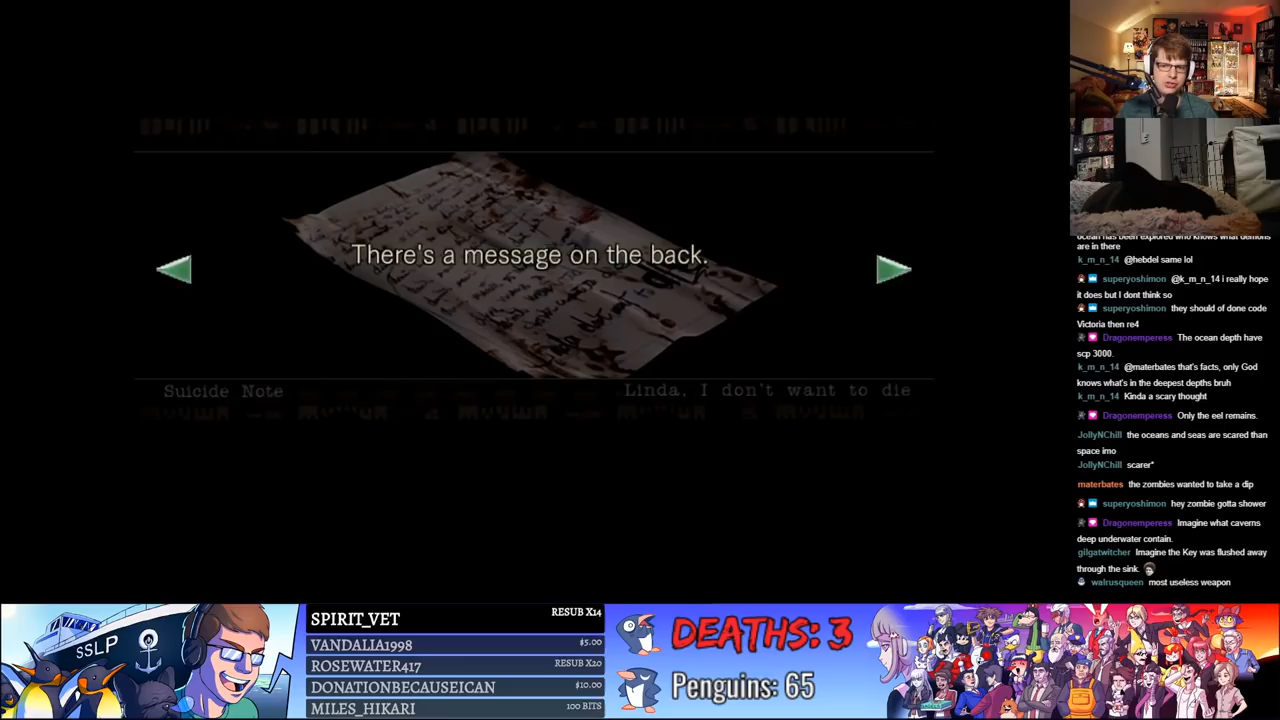 There's a message on the back.
Suicide Note
Linda, I don't want to die
ocean has been explored who knows what demons
are in there
k_m_n_14 @hebdel same lol
superyoshimon @k_m_n_14 i really hope
it does but I dont think so
superyoshimon they should of done code
Victoria then re4
Dragonemperess The ocean depth have
scp 3000.
k_m_n_14 @materbates that's facts, only God
knows what's in the deepest depths bruh
k_m_n_14 Kinda a scary thought
Dragonemperess Only the eel remains.
JollyNChill the oceans and seas are scared than
space imo
JollyNChill scarer*
materbates the zombies wanted to take a dip
superyoshimon hey zombie gotta shower
Dragonemperess Imagine what caverns
deep underwater contain.
gilgatwitcher Imagine the Key was flushed away
through the sink.
walrusqueen most useless weapon
SSLP
SPIRIT_VET RESUB X14
VANDALIA1998 $5.00
ROSEWATER417 RESUB X20
DONATIONBECAUSEICAN $10.00
MILES_HIKARI 100 BITS
DEATHS: 3
Penguins: 65